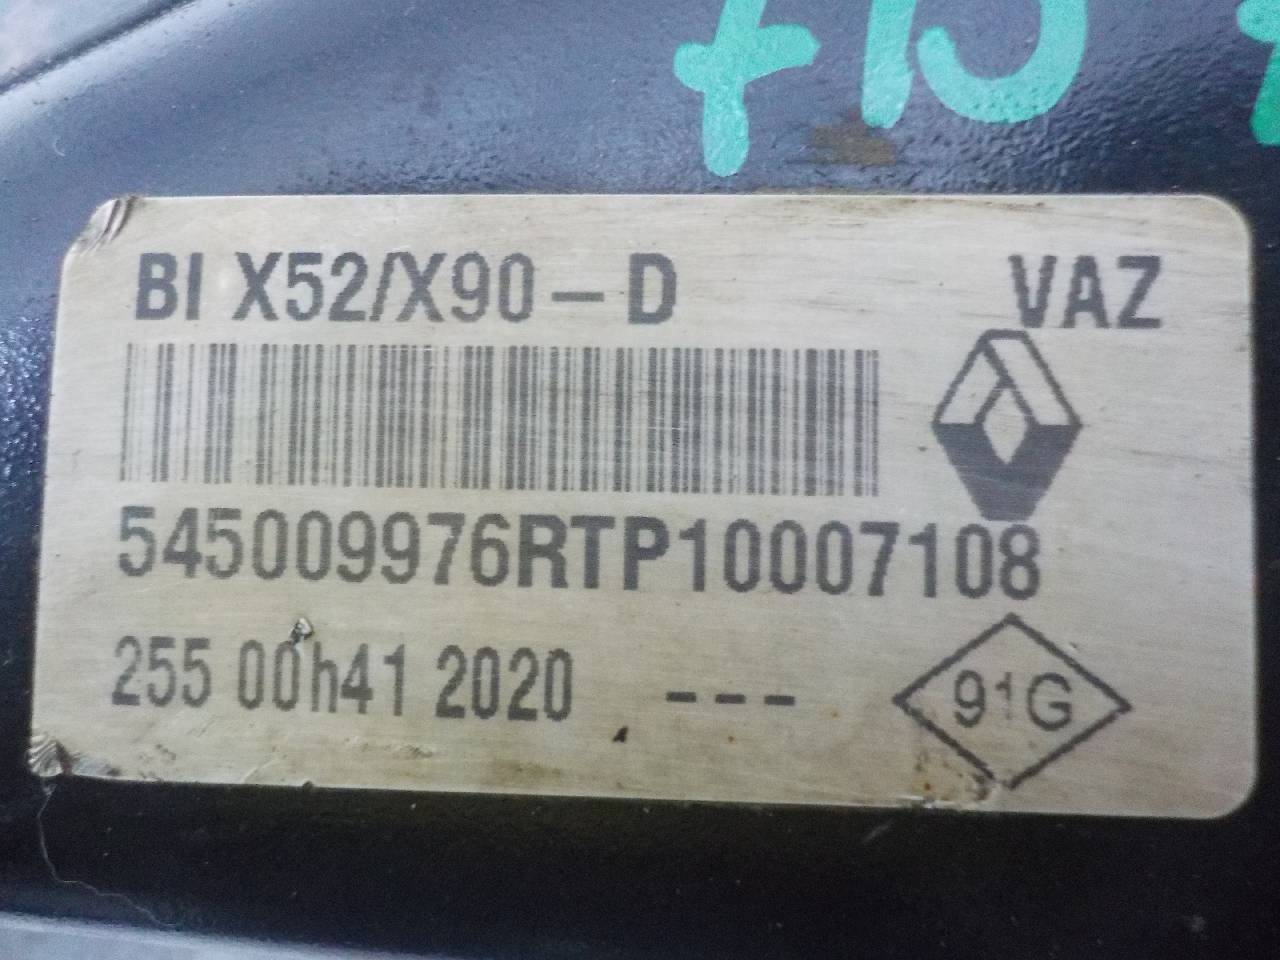 BI X52/X90 – D VAZ
545009976RTP10007108
255 00h41 2020 ---
91G